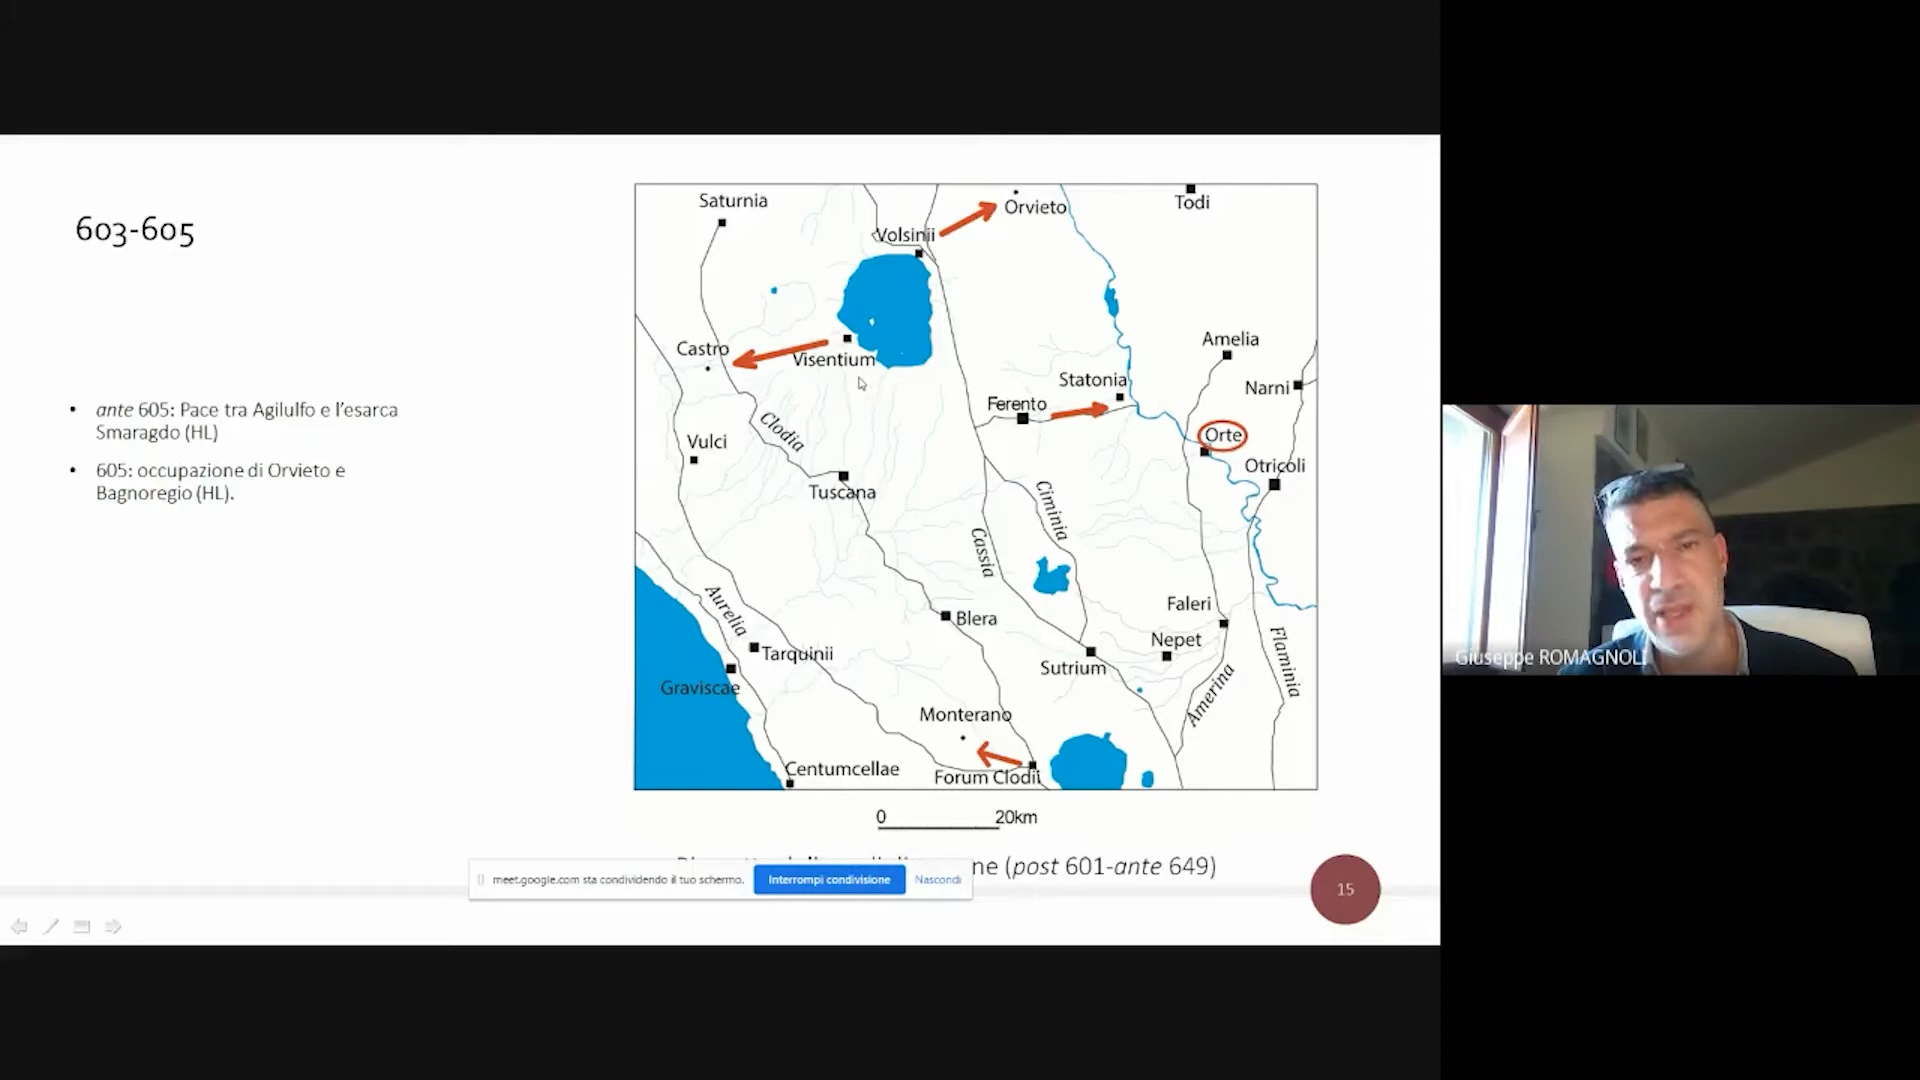 603-605
• ante 605: Pace tra Agilulfo e l'esarca
Smaragdo (HL)
• 605: occupazione di Orvieto e
Bagnoregio (HL).
Saturnia
Orvieto
Todi
Volsinii
Castro
Visentium
Amelia
Statonia
Narni
Ferento
Clodia
Orte
Vulci
Otricoli
Tuscana
Ciminia
Cassia
Aurelia
Blera
Faleri
Nepet
Flaminia
Tarquinii
Sutrium
Graviscae
Amerina
Monterano
Centumcellae
Forum Clodii
0 20km
ne (post 601-ante 649)
meet.google.com sta condividendo il tuo schermo. Interrompi condivisione Nascondi
15
Giuseppe ROMAGNOLI